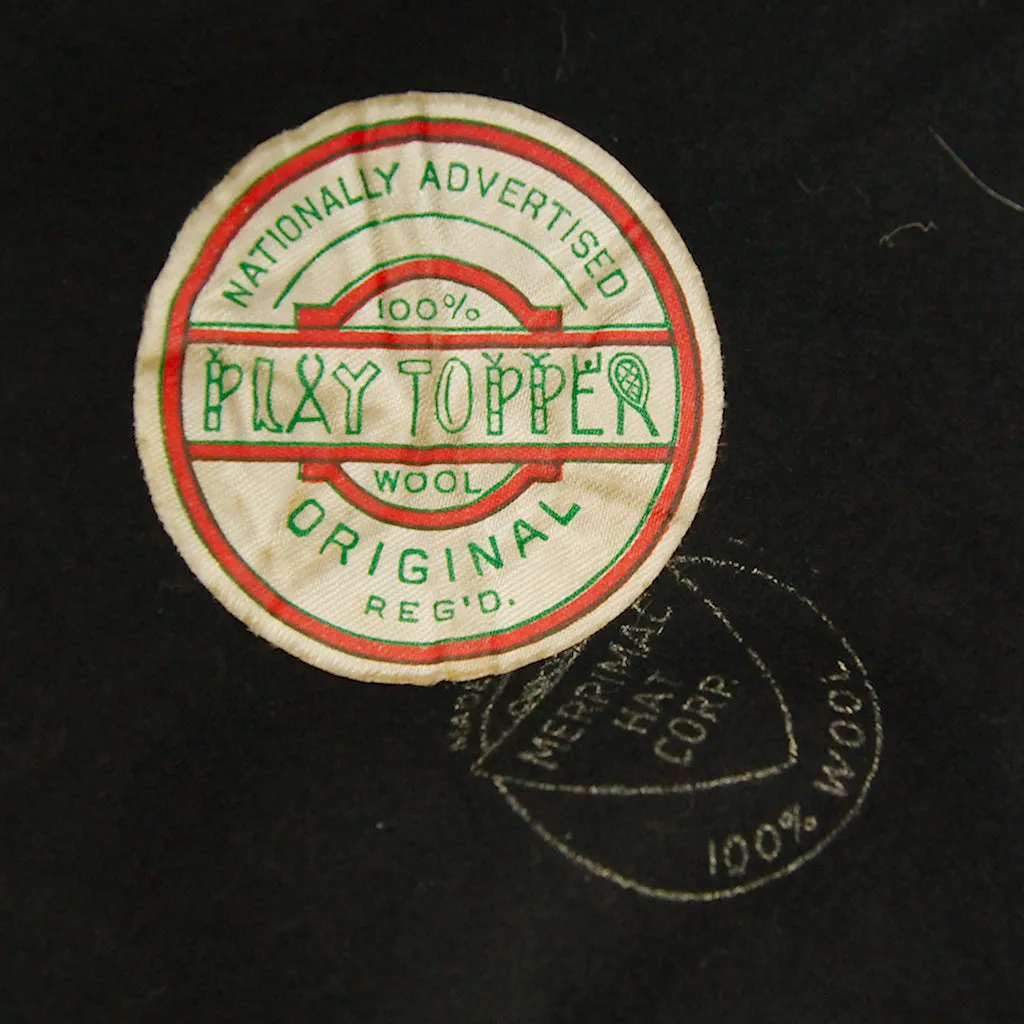 NATIONALLY ADVERTISED
100%
PLAY TOPPER
WOOL
ORIGINAL
REG'D.
MERRIMAC
HAT
CORP.
100% WOOL